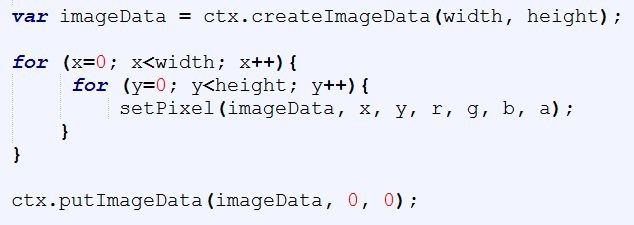 var imageData = ctx.createImageData(width, height);
for (x=0; x<width; x++){
for (y=0; y<height; y++){
setPixel(imageData, x, y, r, g, b, a);
}
}
ctx.putImageData(imageData, 0, 0);